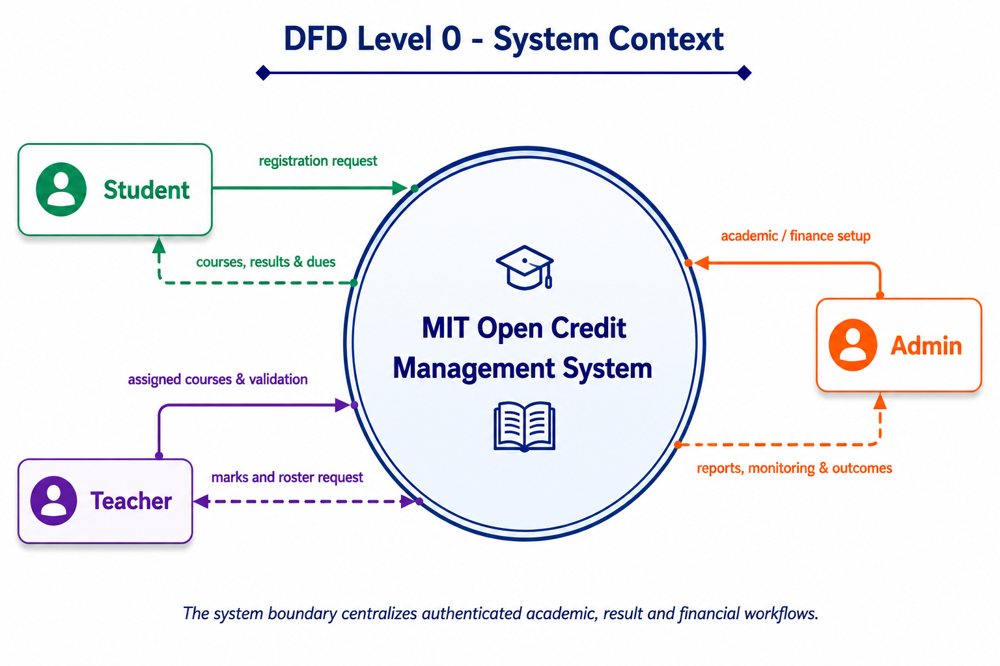 DFD Level 0 - System Context
registration request
Student
courses, results & dues
academic / finance setup
MIT Open Credit
Management System
Admin
assigned courses & validation
marks and roster request
Teacher
reports, monitoring & outcomes
The system boundary centralizes authenticated academic, result and financial workflows.